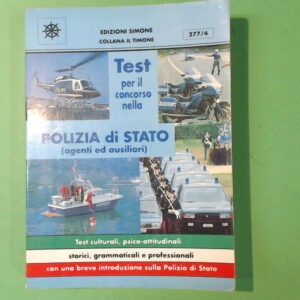 EDIZIONI SIMONE
COLLANA IL TIMONE
277/4
Test
per il
concorso
nella
POLIZIA di STATO
(agenti ed ausiliari)
Test culturali, psico-attitudinali
storici, grammaticali e professionali
con una breve introduzione sulla Polizia di Stato